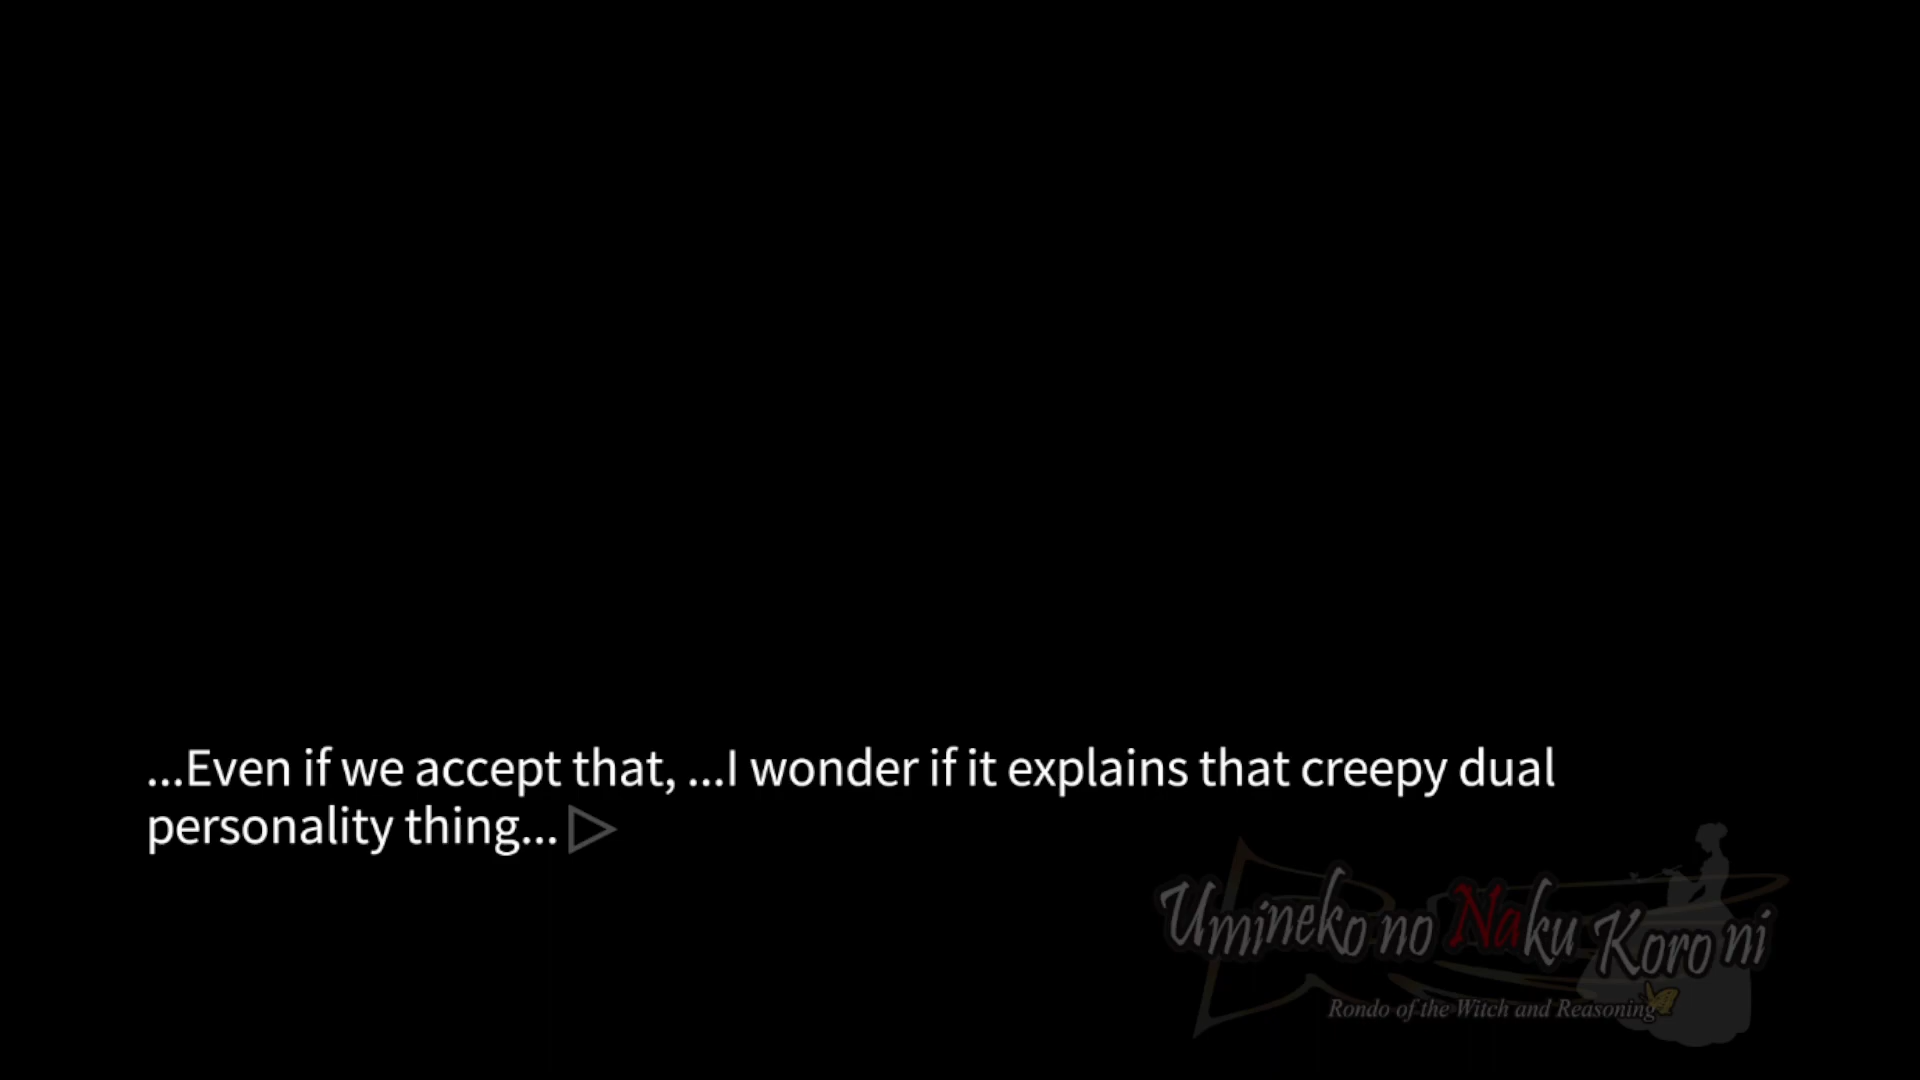 ...Even if we accept that, ...I wonder if it explains that creepy dual
personality thing...
Umineko no Naku Koro ni
Rondo of the Witch and Reasoning